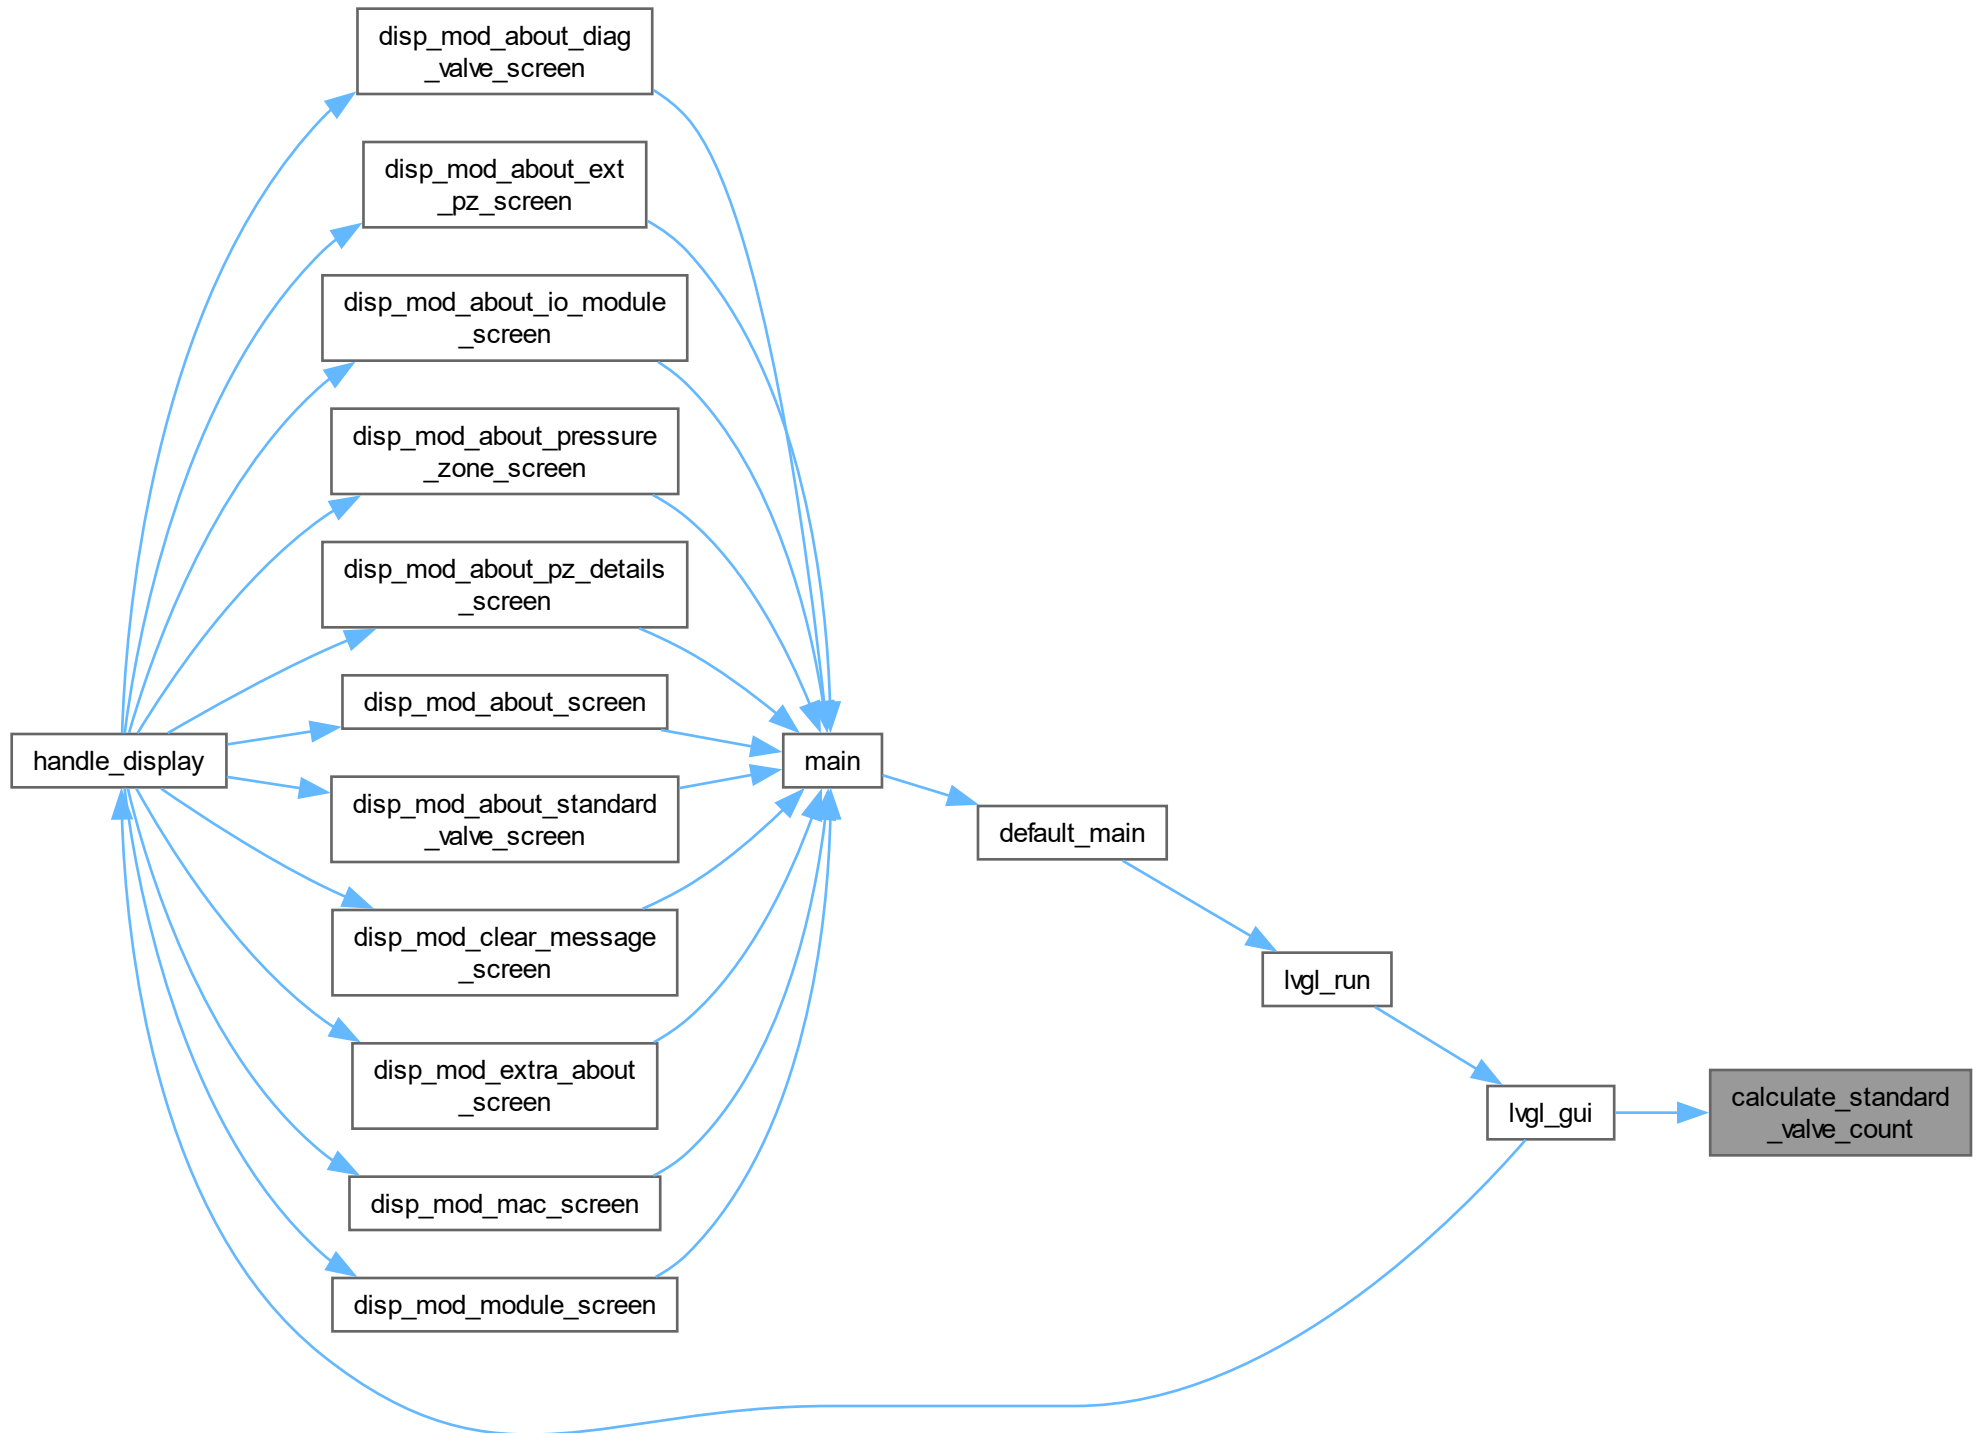 disp_mod_about_diag
_valve_screen
disp_mod_about_ext
_pz_screen
disp_mod_about_io_module
_screen
disp_mod_about_pressure
_zone_screen
disp_mod_about_pz_details
_screen
disp_mod_about_screen
handle_display
main
disp_mod_about_standard
_valve_screen
default_main
disp_mod_clear_message
_screen
lvgl_run
disp_mod_extra_about
_screen
lvgl_gui
calculate_standard
_valve_count
disp_mod_mac_screen
disp_mod_module_screen